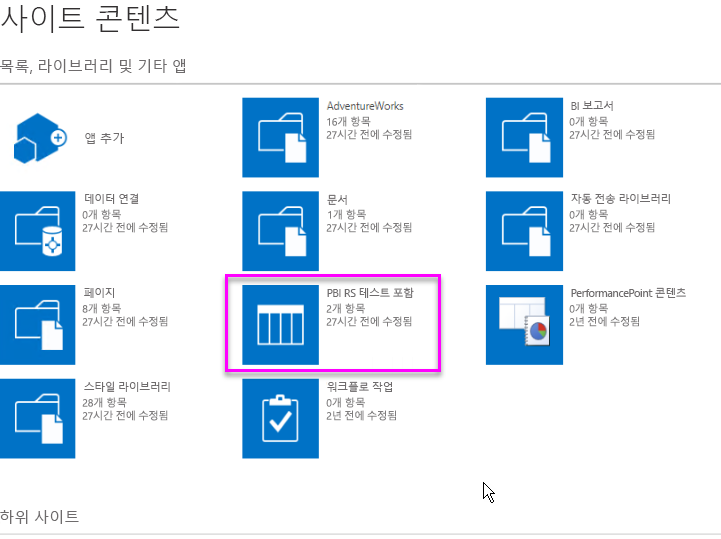 사이트 콘텐츠
목록, 라이브러리 및 기타 앱
앱 추가
AdventureWorks
16개 항목
27시간 전에 수정됨
BI 보고서
0개 항목
27시간 전에 수정됨
데이터 연결
0개 항목
27시간 전에 수정됨
문서
1개 항목
27시간 전에 수정됨
자동 전송 라이브러리
0개 항목
27시간 전에 수정됨
페이지
8개 항목
27시간 전에 수정됨
PBI RS 테스트 포함
2개 항목
27시간 전에 수정됨
PerformancePoint 콘텐츠
0개 항목
2년 전에 수정됨
스타일 라이브러리
28개 항목
27시간 전에 수정됨
워크플로 작업
0개 항목
2년 전에 수정됨
하위 사이트